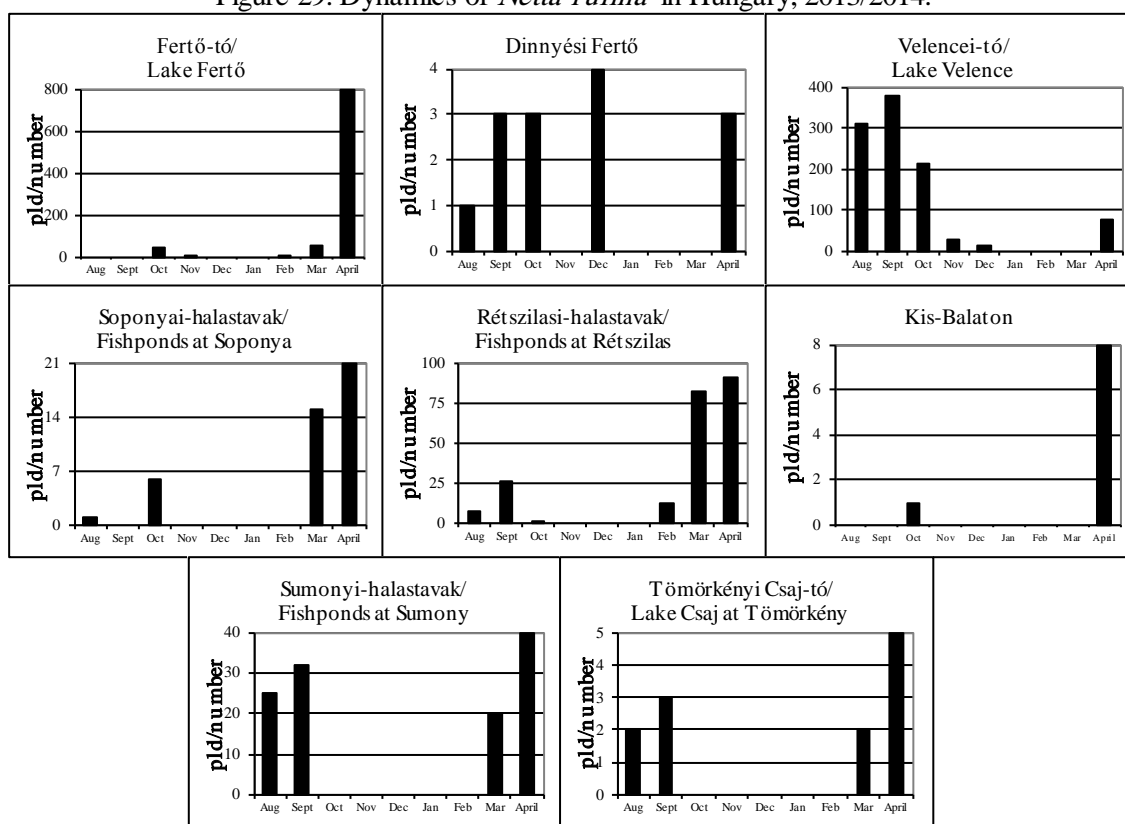 Figure 29. Dynamics of Netta rufina in Hungary, 2013/2014.
Fertő-tó/
Lake Fertő
pld/number
800
600
400
200
0
Aug Sept Oct Nov Dec Jan Feb Mar April
Dinnyési Fertő
pld/number
4
3
2
1
0
Aug Sept Oct Nov Dec Jan Feb Mar April
Velencei-tó/
Lake Velence
pld/number
400
300
200
100
0
Aug Sept Oct Nov Dec Jan Feb Mar April
Soponyai-halastavak/
Fishponds at Soponya
pld/number
21
14
7
0
Aug Sept Oct Nov Dec Jan Feb Mar April
Rétszilasi-halastavak/
Fishponds at Rétszilas
pld/number
100
75
50
25
0
Aug Sept Oct Nov Dec Jan Feb Mar April
Kis-Balaton
pld/number
8
6
4
2
0
Aug Sept Oct Nov Dec Jan Feb Mar April
Sumonyi-halastavak/
Fishponds at Sumony
pld/number
40
30
20
10
0
Aug Sept Oct Nov Dec Jan Feb Mar April
Tömörkényi Csaj-tó/
Lake Csaj at Tömörkény
pld/number
5
4
3
2
1
0
Aug Sept Oct Nov Dec Jan Feb Mar April